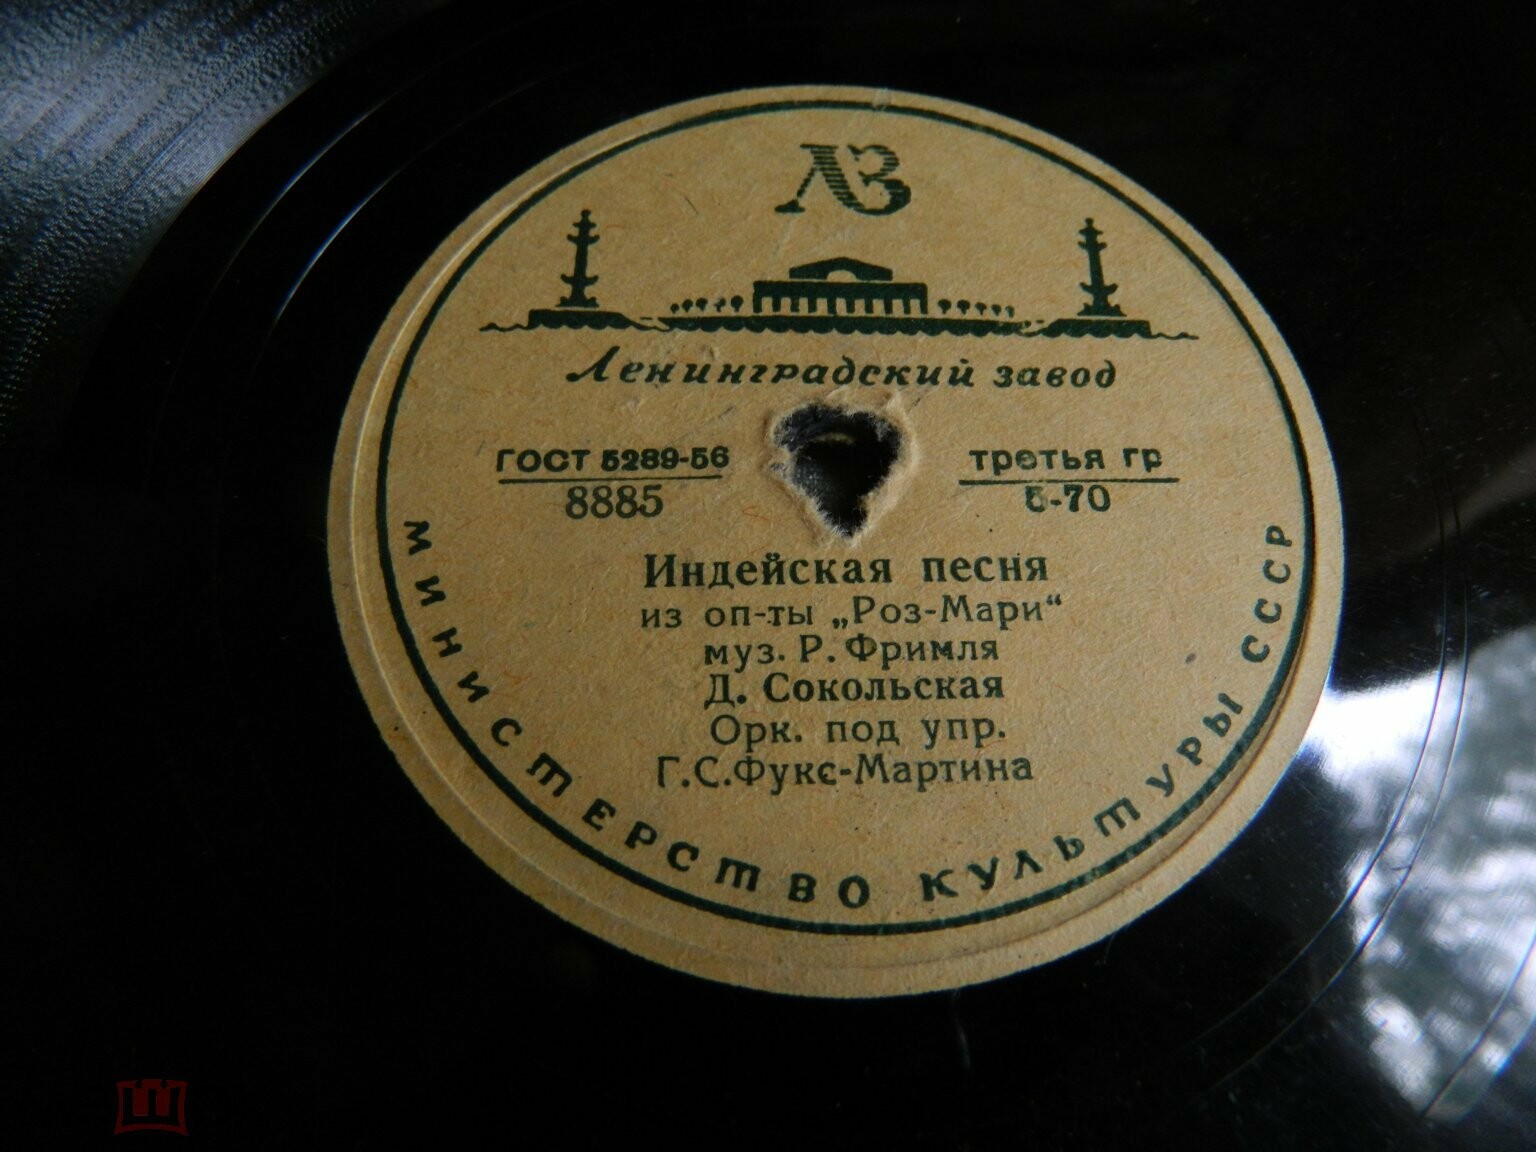 ЛЗ
Ленинградский завод
ГОСТ 5289-56
8885
третья гр
5-70
Индейская песня
из оп-ты „Роз-Мари“
муз. Р. Фримля
Д. Сокольская
Орк. под упр.
Г.С.Фукс-Мартина
МИНИСТЕРСТВО КУЛЬТУРЫ СССР